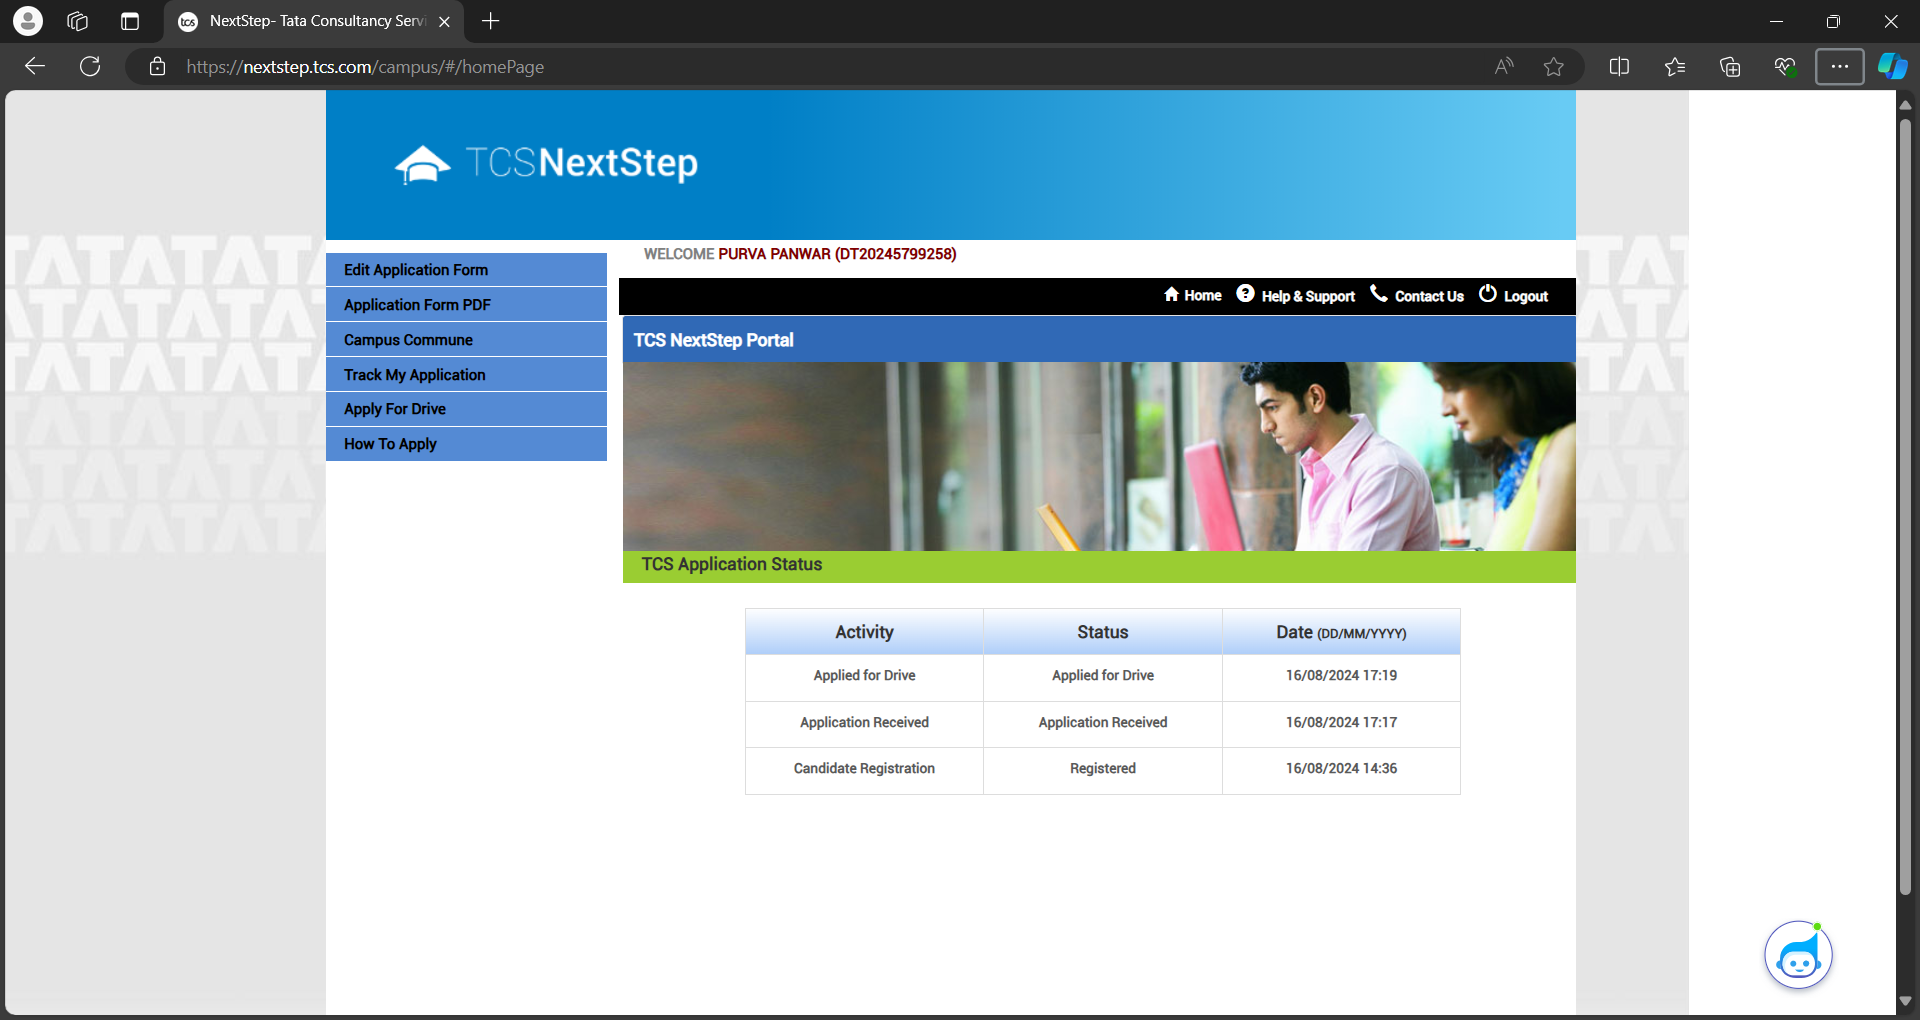 NextStep- Tata Consultancy Serv
https://nextstep.tcs.com/campus/#/homePage
TCSNextStep
WELCOME PURVA PANWAR (DT20245799258)
Home Help & Support Contact Us Logout
Edit Application Form
Application Form PDF
Campus Commune
Track My Application
Apply For Drive
How To Apply
TCS NextStep Portal
TCS Application Status
Activity Status Date (DD/MM/YYYY)
Applied for Drive Applied for Drive 16/08/2024 17:19
Application Received Application Received 16/08/2024 17:17
Candidate Registration Registered 16/08/2024 14:36